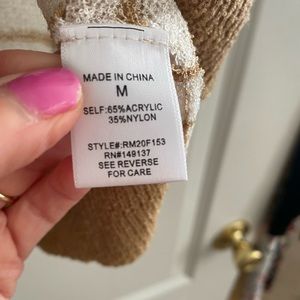 MADE IN CHINA
M
SELF:65%ACRYLIC
35%NYLON
STYLE#:RM20F153
RN#149137
SEE REVERSE
FOR CARE